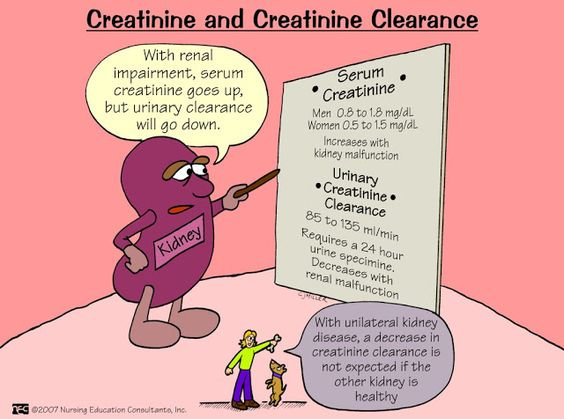 Creatinine and Creatinine Clearance
With renal
impairment, serum
creatinine goes up,
but urinary clearance
will go down.
Serum
Creatinine
Men 0.8 to 1.8 mg/dL
Women 0.5 to 1.5 mg/dL
Increases with
kidney malfunction
Urinary
Creatinine
Clearance
85 to 135 ml/min
Requires a 24 hour
urine specimine.
Decreases with
renal malfunction
CJMILLER
Kidney
With unilateral kidney
disease, a decrease in
creatinine clearance is
not expected if the
other kidney is
healthy
NEC ©2007 Nursing Education Consultants, Inc.